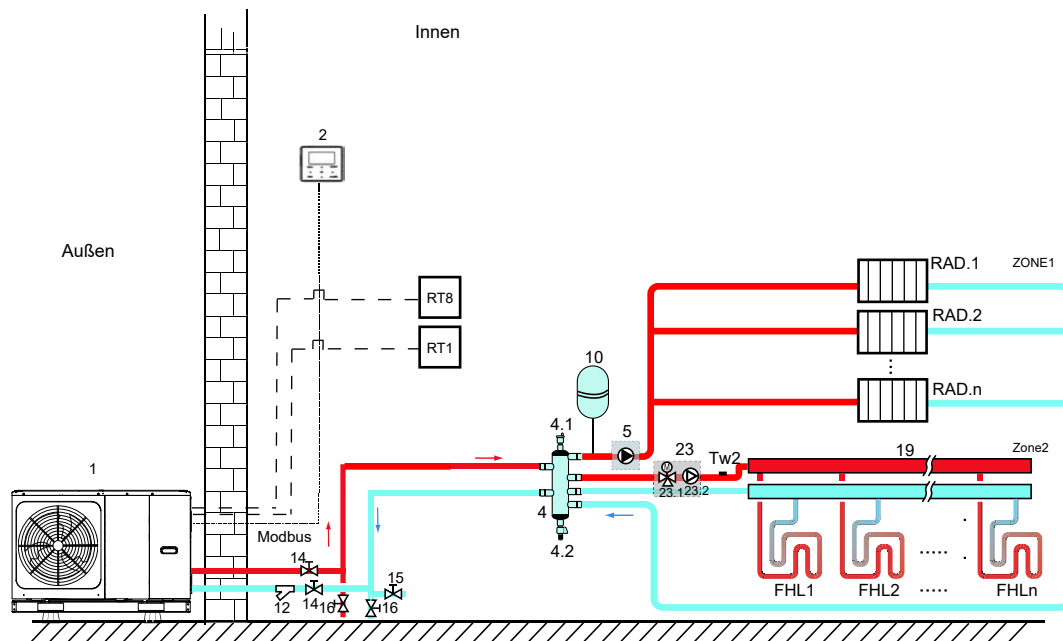 Innen
2
Außen
RT8
RT1
RAD.1
ZONE1
RAD.2
RAD.n
10
4.1
5
23
Tw2
19
Zone2
M
23.1
23.2
4
4.2
1
Modbus
14
12
14
16
16
15
FHL1
FHL2
FHLn